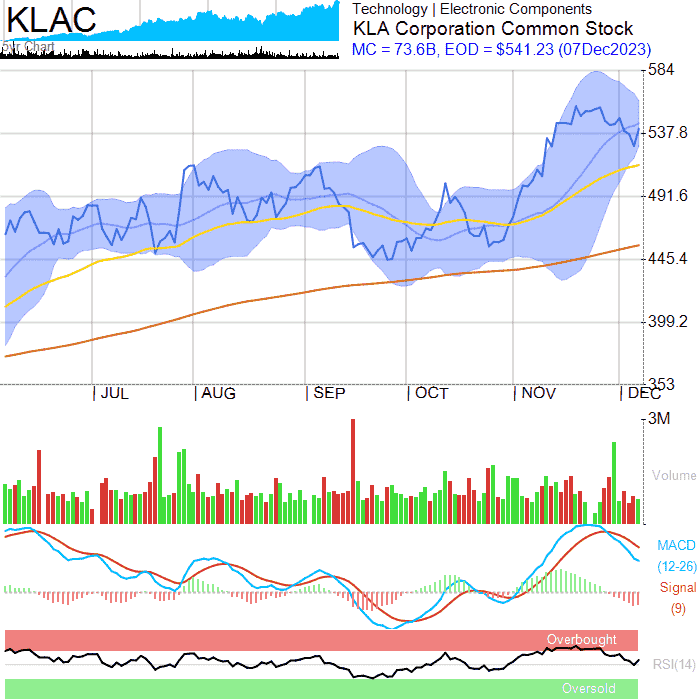 KLAC
5yr Chart
Technology | Electronic Components
KLA Corporation Common Stock
MC = 73.6B, EOD = $541.23 (07Dec2023)
584
537.8
491.6
445.4
399.2
353
JUL
AUG
SEP
OCT
NOV
DEC
3M
Volume
MACD
(12-26)
Signal
(9)
Overbought
RSI(14)
Oversold